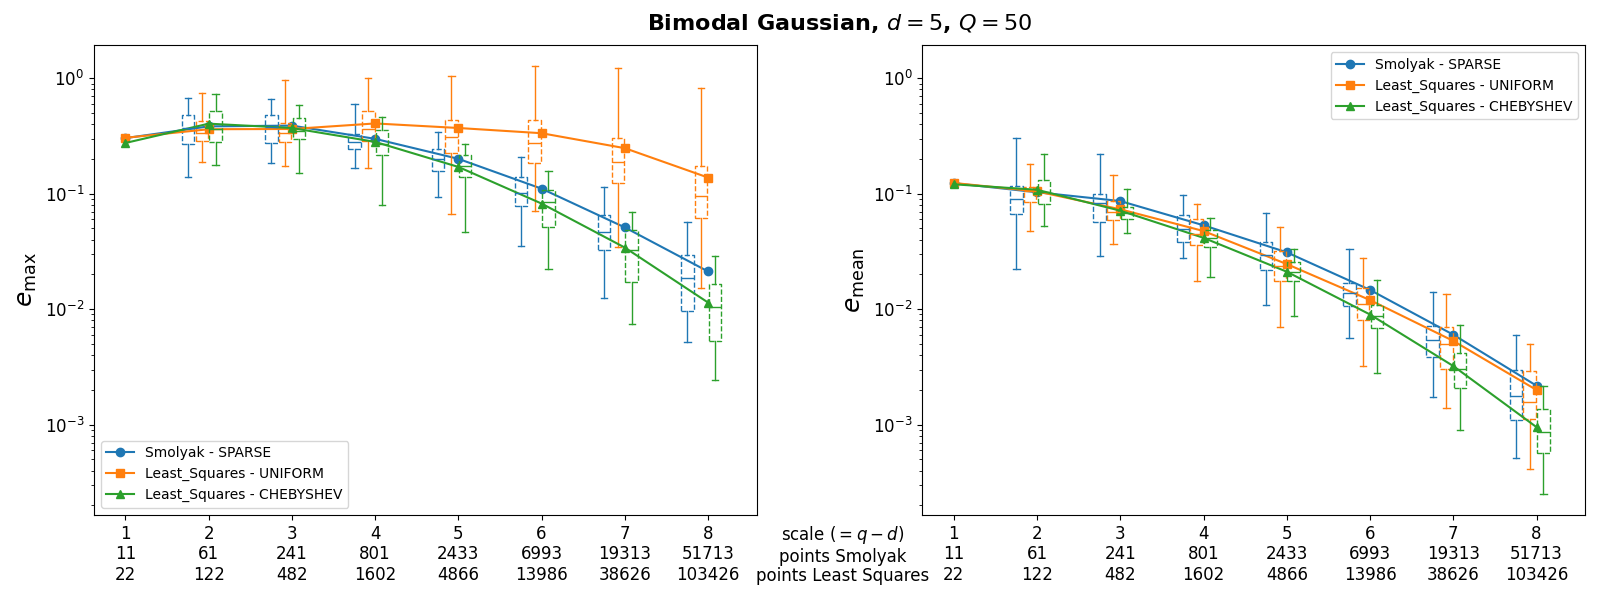 Bimodal Gaussian, d = 5, Q = 50
10⁰
10⁻¹
10⁻²
10⁻³
e_max
Smolyak - SPARSE
Least_Squares - UNIFORM
Least_Squares - CHEBYSHEV
10⁰
10⁻¹
10⁻²
10⁻³
e_mean
Smolyak - SPARSE
Least_Squares - UNIFORM
Least_Squares - CHEBYSHEV
1 2 3 4 5 6 7 8 scale (= q − d) 1 2 3 4 5 6 7 8
11 61 241 801 2433 6993 19313 51713 points Smolyak 11 61 241 801 2433 6993 19313 51713
22 122 482 1602 4866 13986 38626 103426 points Least Squares 22 122 482 1602 4866 13986 38626 103426